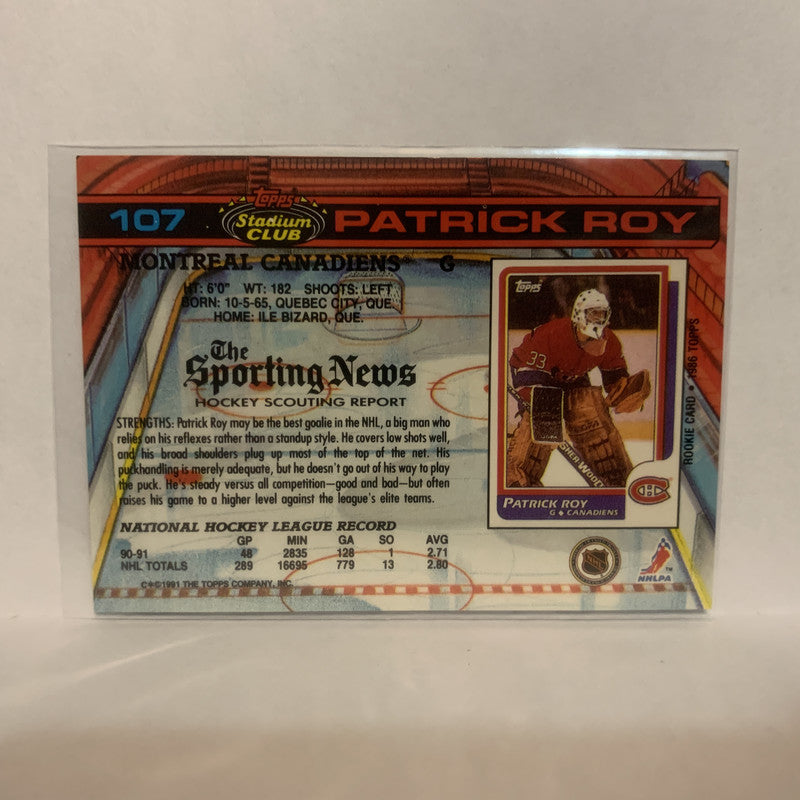 107 Topps Stadium CLUB PATRICK ROY
MONTREAL CANADIENS® G
HT: 6'0" WT: 182 SHOOTS: LEFT
BORN: 10-5-65, QUEBEC CITY, QUE.
HOME: ILE BIZARD, QUE.
The
Sporting News
HOCKEY SCOUTING REPORT
STRENGTHS: Patrick Roy may be the best goalie in the NHL, a big man who
relies on his reflexes rather than a standup style. He covers low shots well,
and his broad shoulders plug up most of the top of the net. His
puckhandling is merely adequate, but he doesn't go out of his way to play
the puck. He's steady versus all competition—good and bad—but often
raises his game to a higher level against the league's elite teams.
NATIONAL HOCKEY LEAGUE RECORD
GP MIN GA SO AVG
90-91 48 2835 128 1 2.71
NHL TOTALS 289 16695 779 13 2.80
C✻©1991 THE TOPPS COMPANY, INC.
Topps
33
SHER-WOOD
PATRICK ROY
G ◆ CANADIENS
ROOKIE CARD • 1986 TOPPS
NHL
NHLPA
TM